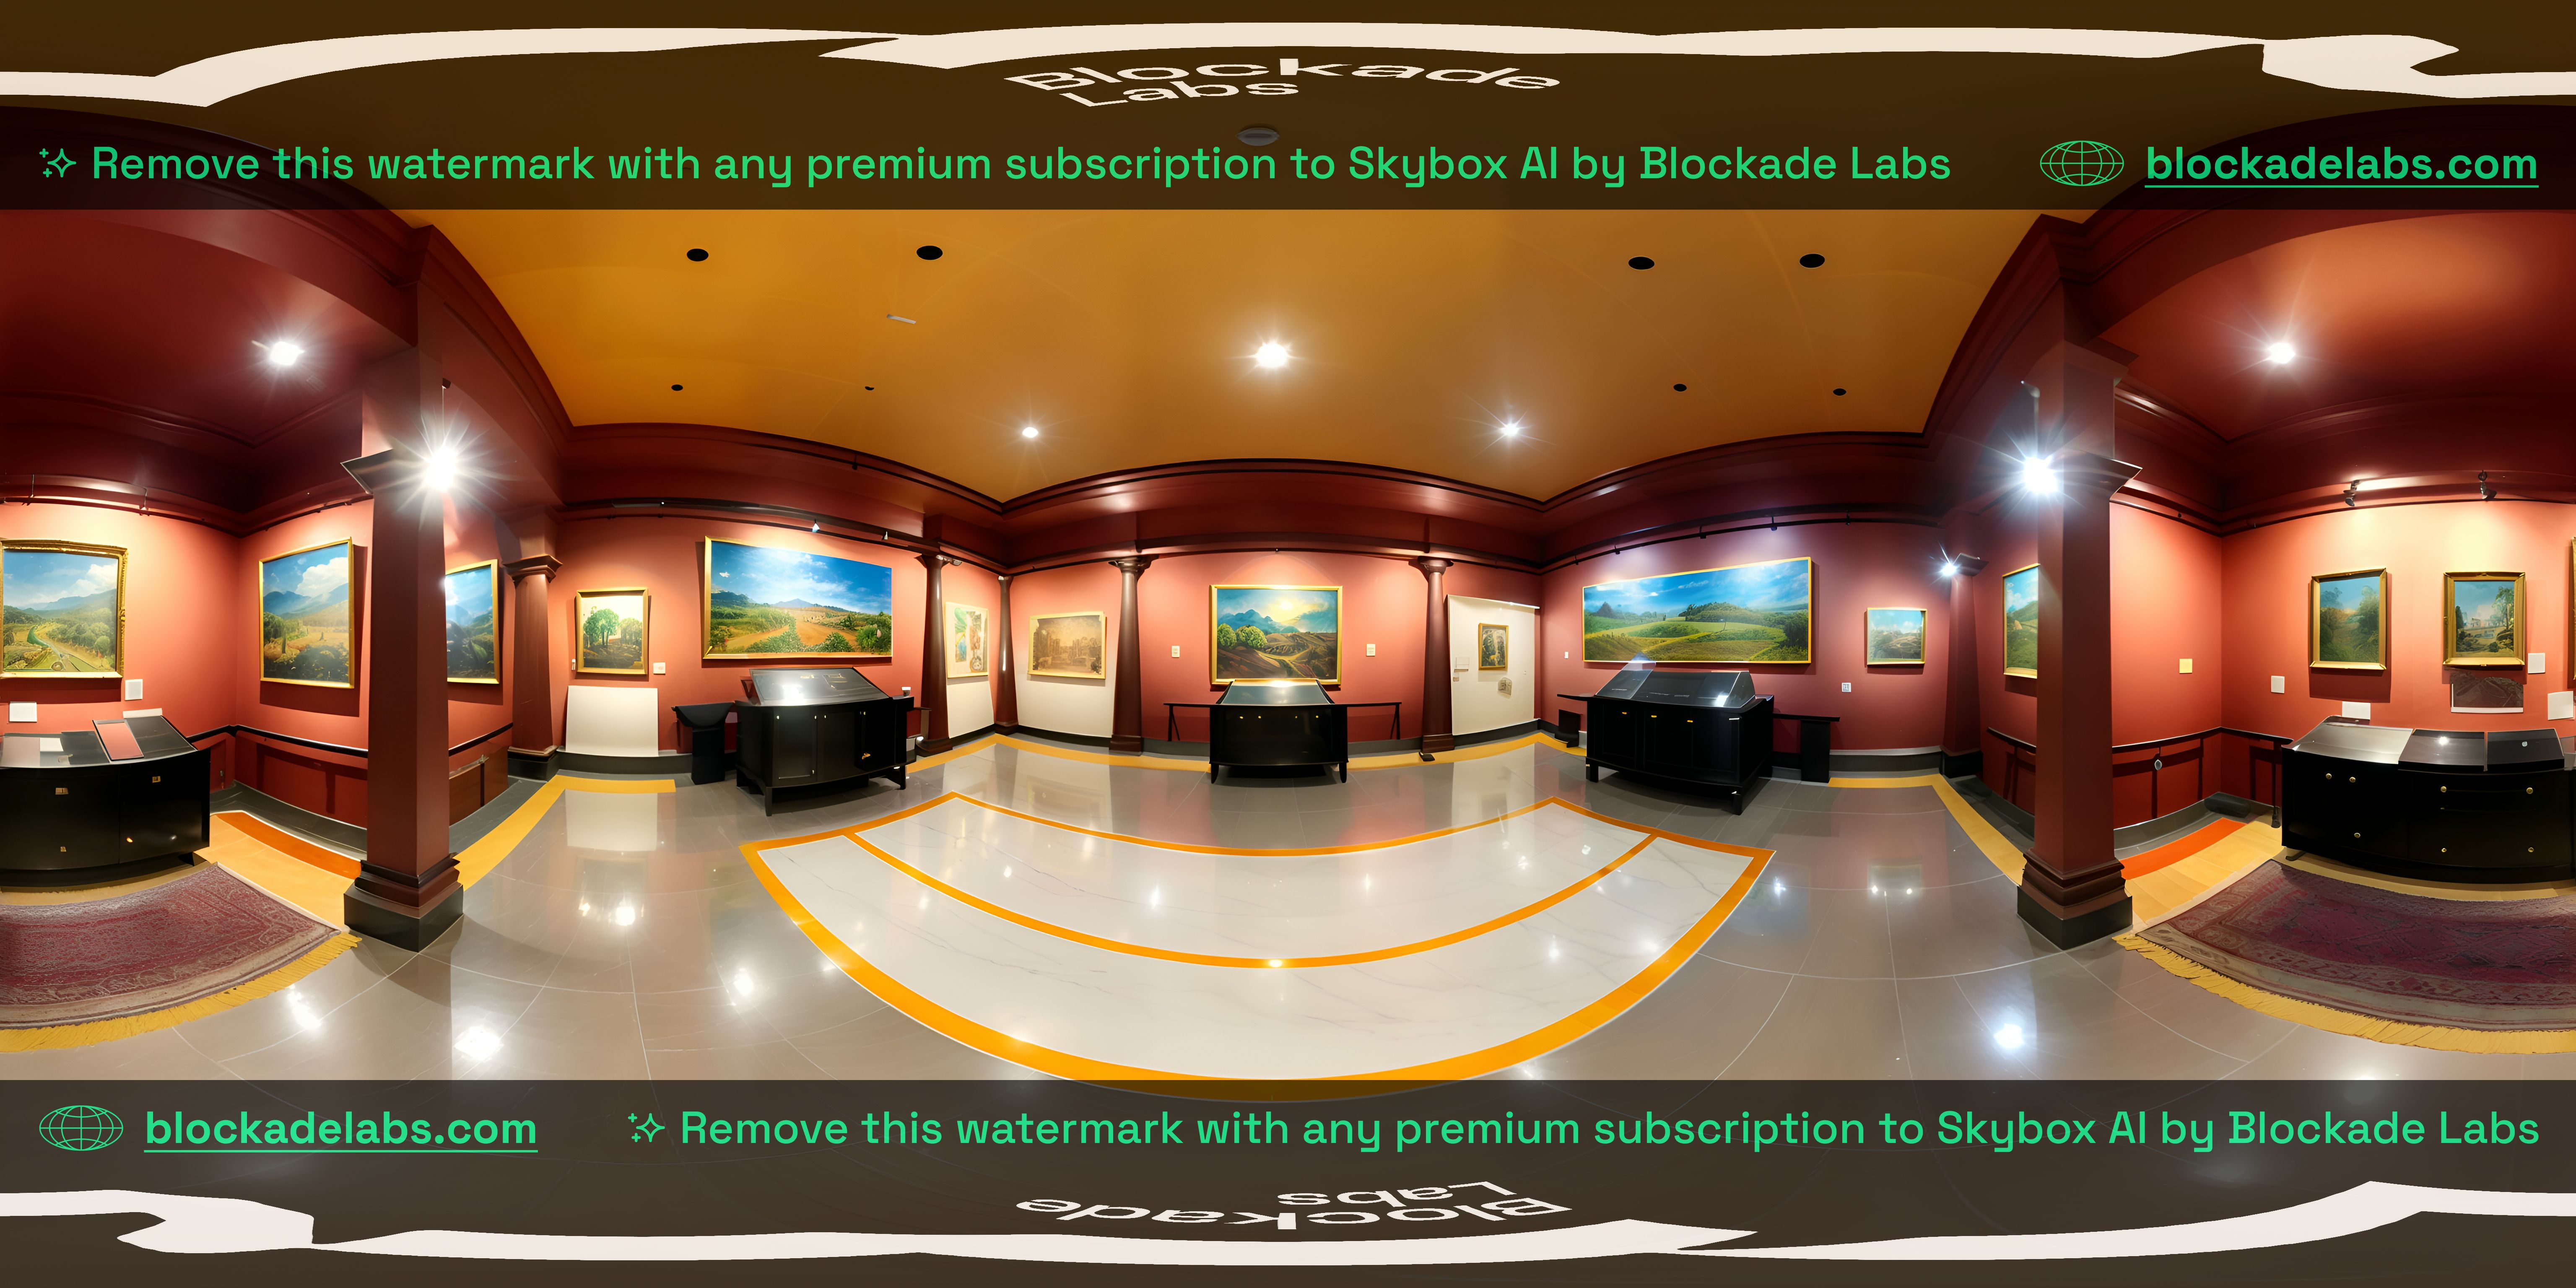 Blockade
Labs
Remove this watermark with any premium subscription to Skybox AI by Blockade Labs
blockadelabs.com
blockadelabs.com
Remove this watermark with any premium subscription to Skybox AI by Blockade Labs
Labs
Blockade